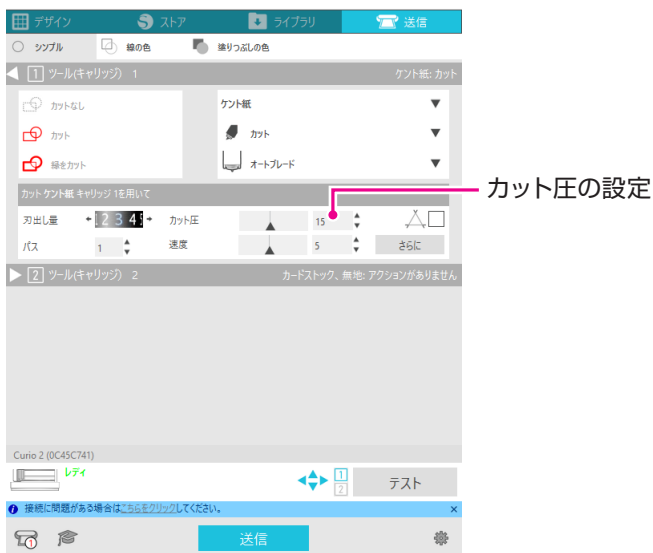 デザイン ストア ライブラリ 送信
シンプル 線の色 塗りつぶしの色
1 ツール(キャリッジ) 1 ケント紙: カット
カットなし ケント紙
カット カット
縁をカット オートブレード
カット ケント紙 キャリッジ 1を用いて
カット圧の設定
刃出し量 2 3 4 カット圧 15
パス 1 速度 5 さらに
2 ツール(キャリッジ) 2 カードストック、無地: アクションがありません
Curio 2 (0C45C741)
レディ 1
2 テスト
接続に問題がある場合はこちらをクリックしてください。 ×
1 送信